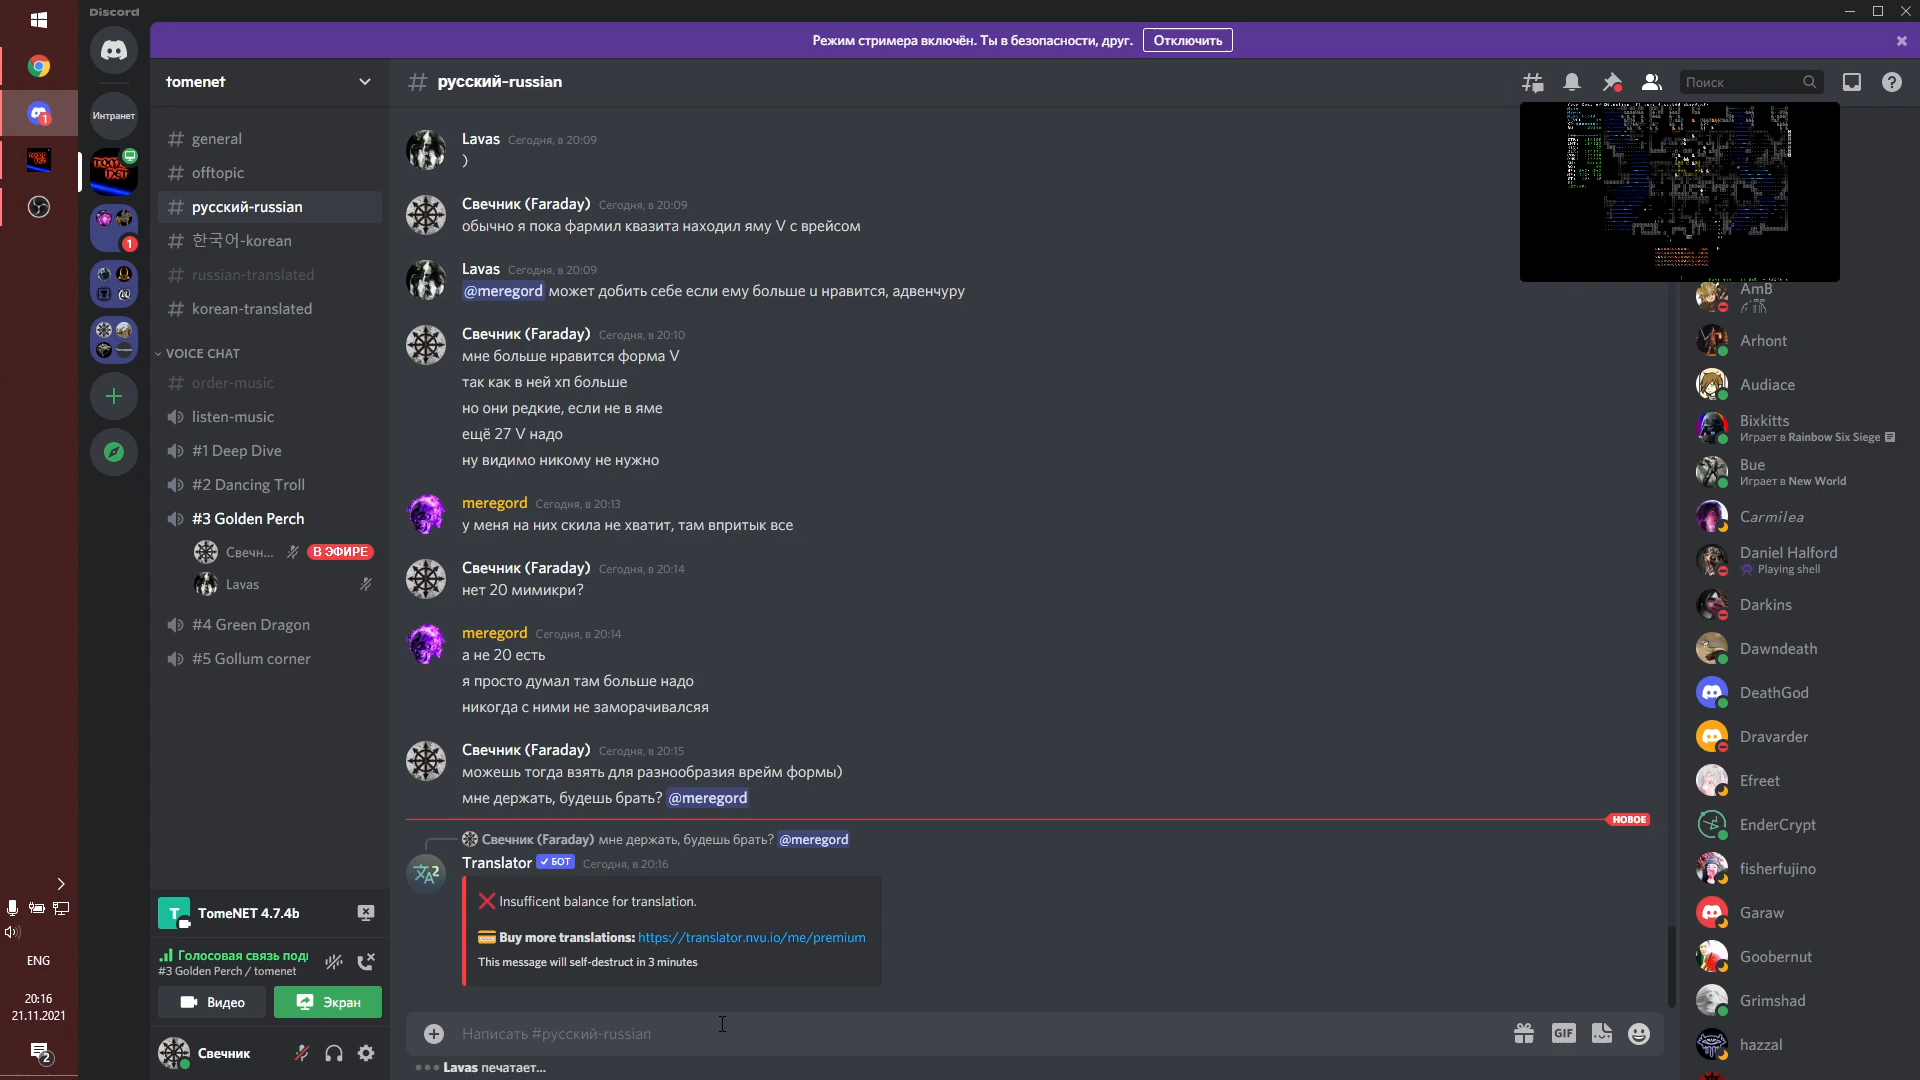 Discord
Режим стримера включён. Ты в безопасности, друг.
Отключить
Интранет
1
1
tomenet
general
offtopic
русский-russian
한국어-korean
russian-translated
korean-translated
VOICE CHAT
order-music
listen-music
#1 Deep Dive
#2 Dancing Troll
#3 Golden Perch
Свечн...
В ЭФИРЕ
Lavas
#4 Green Dragon
#5 Gollum corner
T
TomeNET 4.7.4b
Голосовая связь подк
#3 Golden Perch / tomenet
Видео
Экран
Свечник
ENG
20:16
21.11.2021
2
русский-russian
Поиск
Lavas Сегодня, в 20:09
)
Свечник (Faraday) Сегодня, в 20:09
обычно я пока фармил квазита находил яму V с врейсом
Lavas Сегодня, в 20:09
@meregord может добить себе если ему больше и нравится, адвенчуру
Свечник (Faraday) Сегодня, в 20:10
мне больше нравится форма V
так как в ней хп больше
но они редкие, если не в яме
ещё 27 V надо
ну видимо никому не нужно
meregord Сегодня, в 20:13
у меня на них скила не хватит, там впритык все
Свечник (Faraday) Сегодня, в 20:14
нет 20 мимикри?
meregord Сегодня, в 20:14
а не 20 есть
я просто думал там больше надо
никогда с ними не заморачивалсяя
Свечник (Faraday) Сегодня, в 20:15
можешь тогда взять для разнообразия врейм формы)
мне держать, будешь брать? @meregord
НОВОЕ
Свечник (Faraday) мне держать, будешь брать? @meregord
Translator ✓ БОТ Сегодня, в 20:16
❌ Insufficent balance for translation.
💳 Buy more translations: https://translator.nvu.io/me/premium
This message will self-destruct in 3 minutes
Написать #русский-russian
GIF
Lavas печатает...
AmB
Arhont
Audiace
Bixkitts
Играет в Rainbow Six Siege
Bue
Играет в New World
Carmilea
Daniel Halford
Playing shell
Darkins
Dawndeath
DeathGod
Dravarder
Efreet
EnderCrypt
fisherfujino
Garaw
Goobernut
Grimshad
hazzal